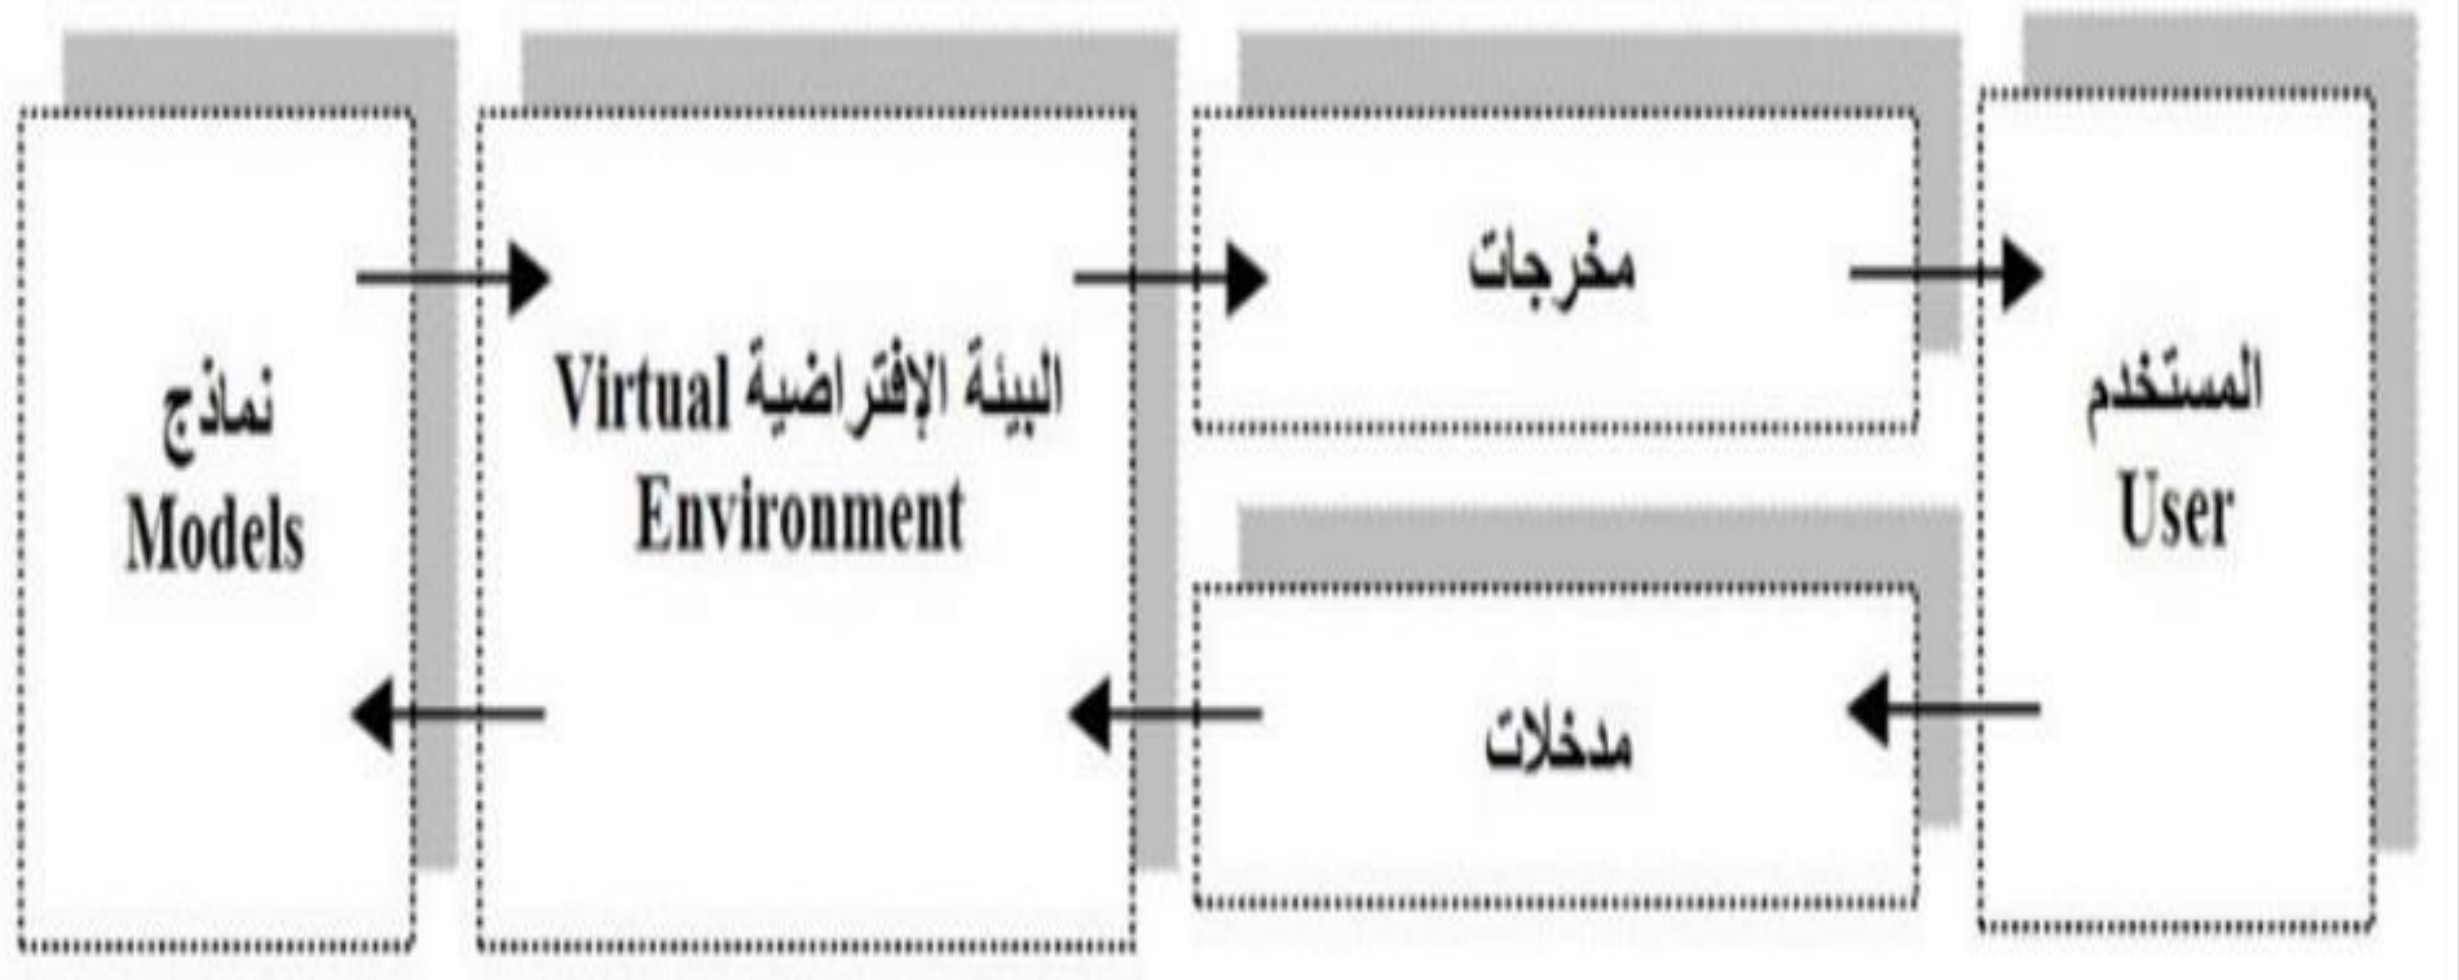 نماذج
Models
البيئة الإفتراضية Virtual
Environment
مخرجات
مدخلات
المستخدم
User